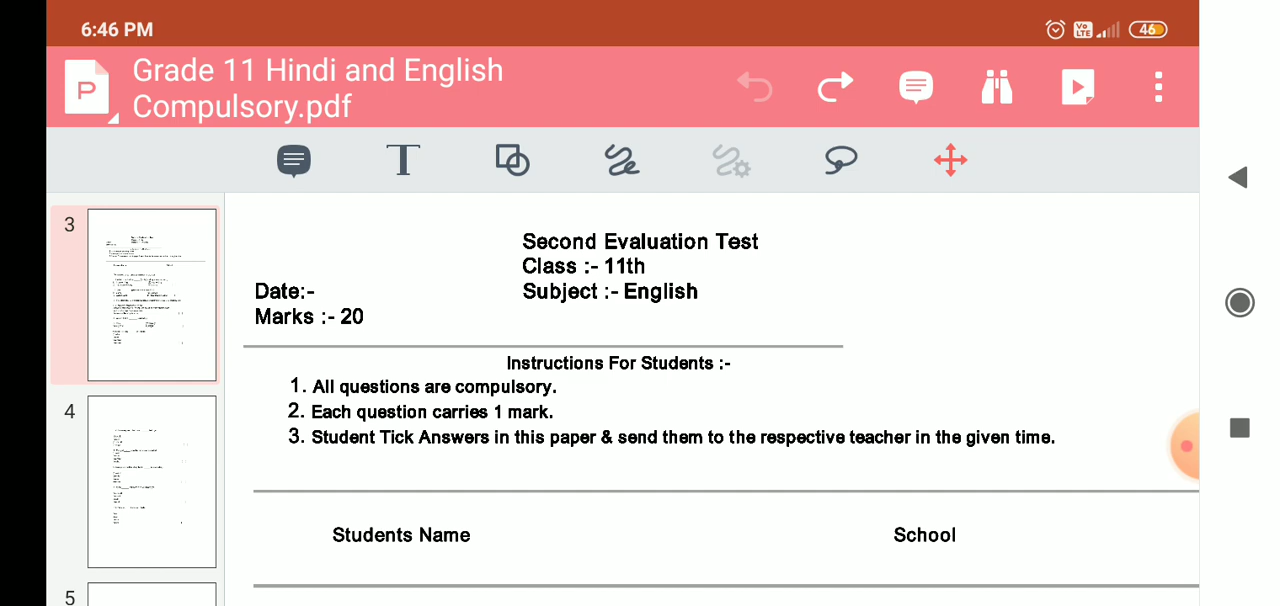 6:46 PM
Vo LTE
46
Grade 11 Hindi and English
Compulsory.pdf
P
T
3
4
5
Second Evaluation Test
Class :- 11th
Date:-
Subject :- English
Marks :- 20
Instructions For Students :-
1. All questions are compulsory.
2. Each question carries 1 mark.
3. Student Tick Answers in this paper & send them to the respective teacher in the given time.
Students Name
School